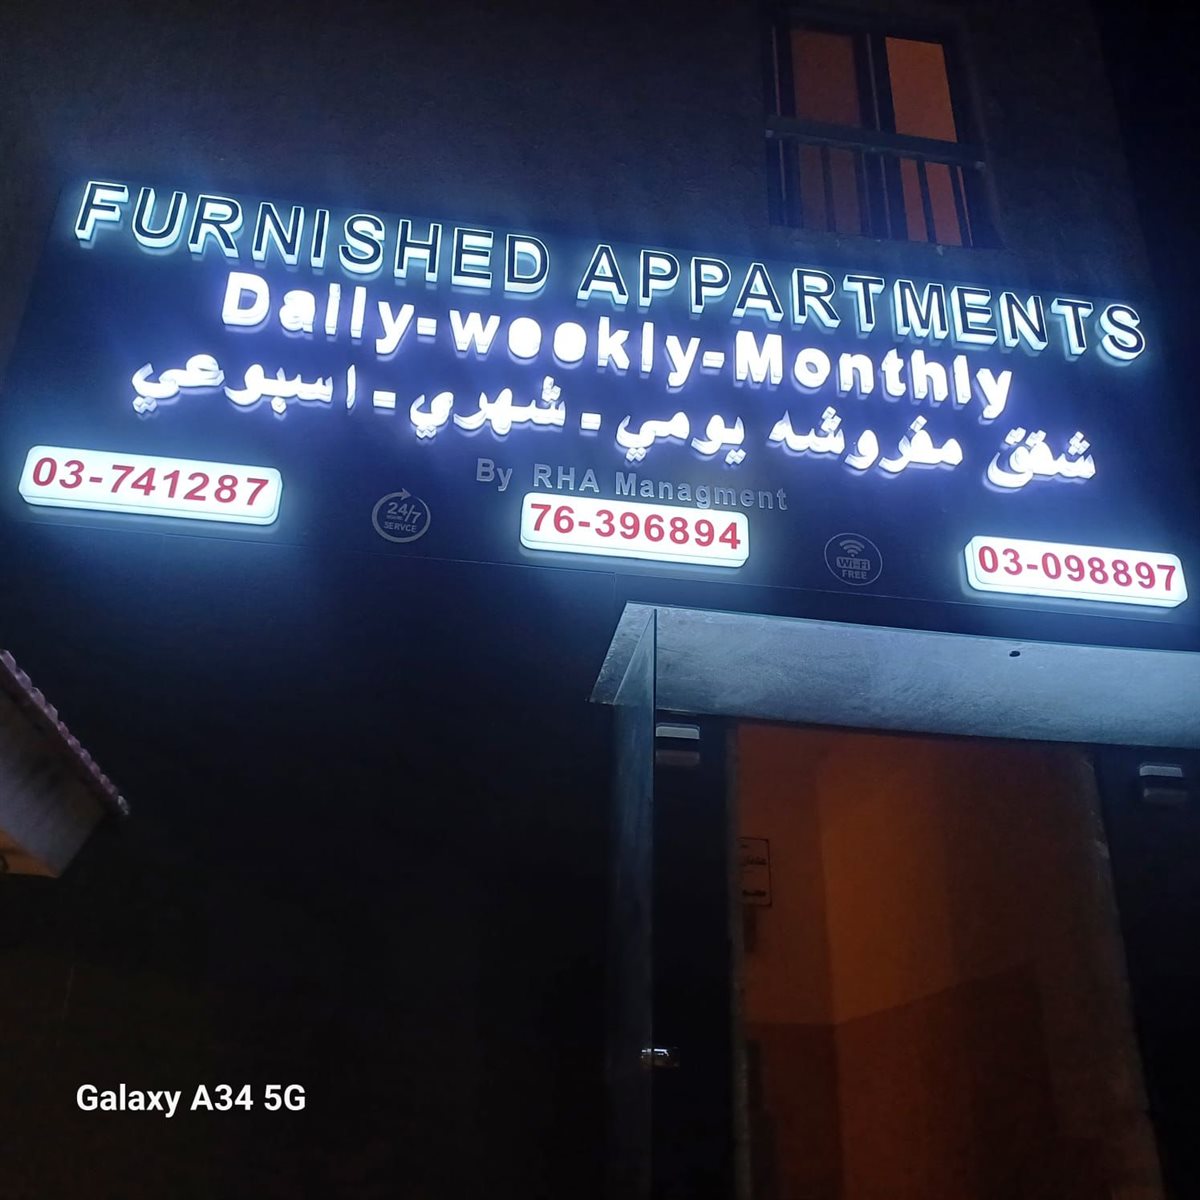 FURNISHED APPARTMENTS
Daily-weekly-Monthly
شقق مفروشه يومي - شهري - اسبوعي
By RHA Managment
03-741287
24/7
SERVCE
76-396894
Wi-Fi
FREE
03-098897
Galaxy A34 5G